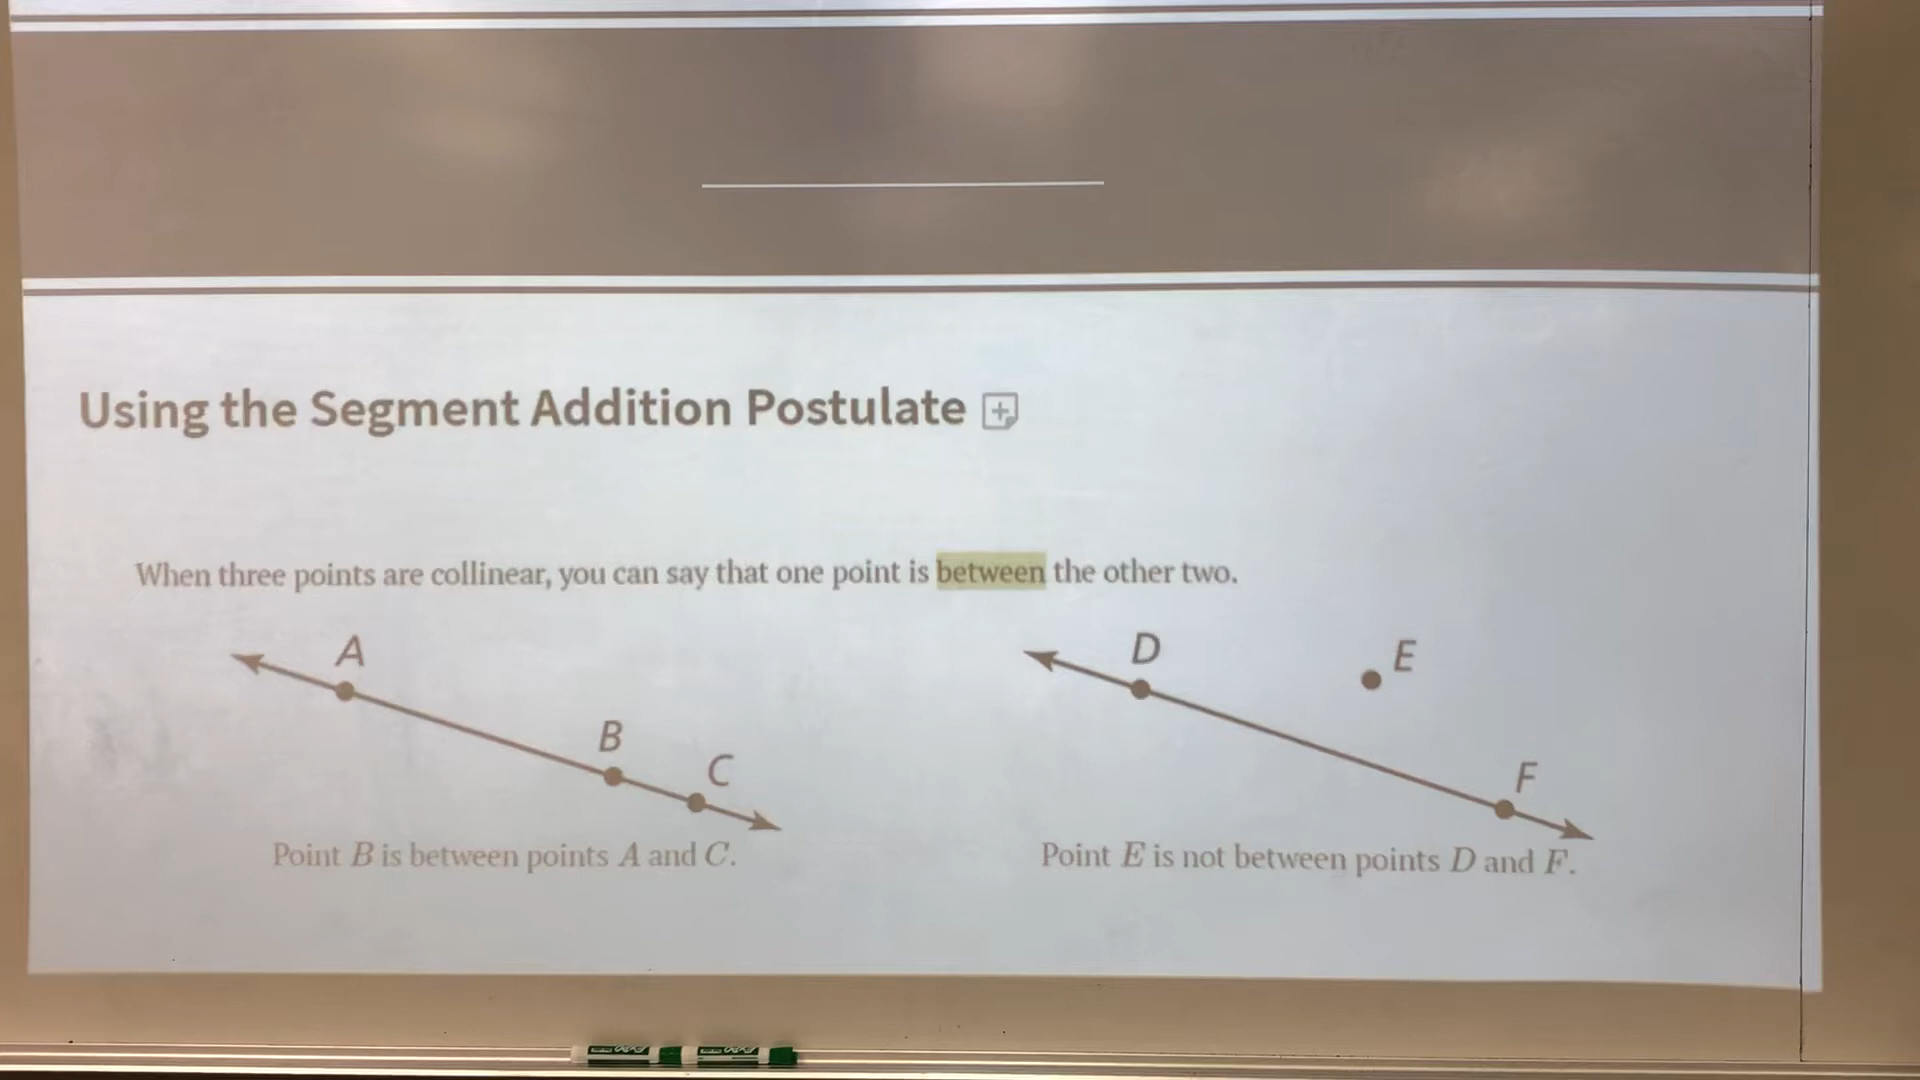 Using the Segment Addition Postulate
When three points are collinear, you can say that one point is between the other two.
A
B
C
D
E
F
Point B is between points A and C.
Point E is not between points D and F.